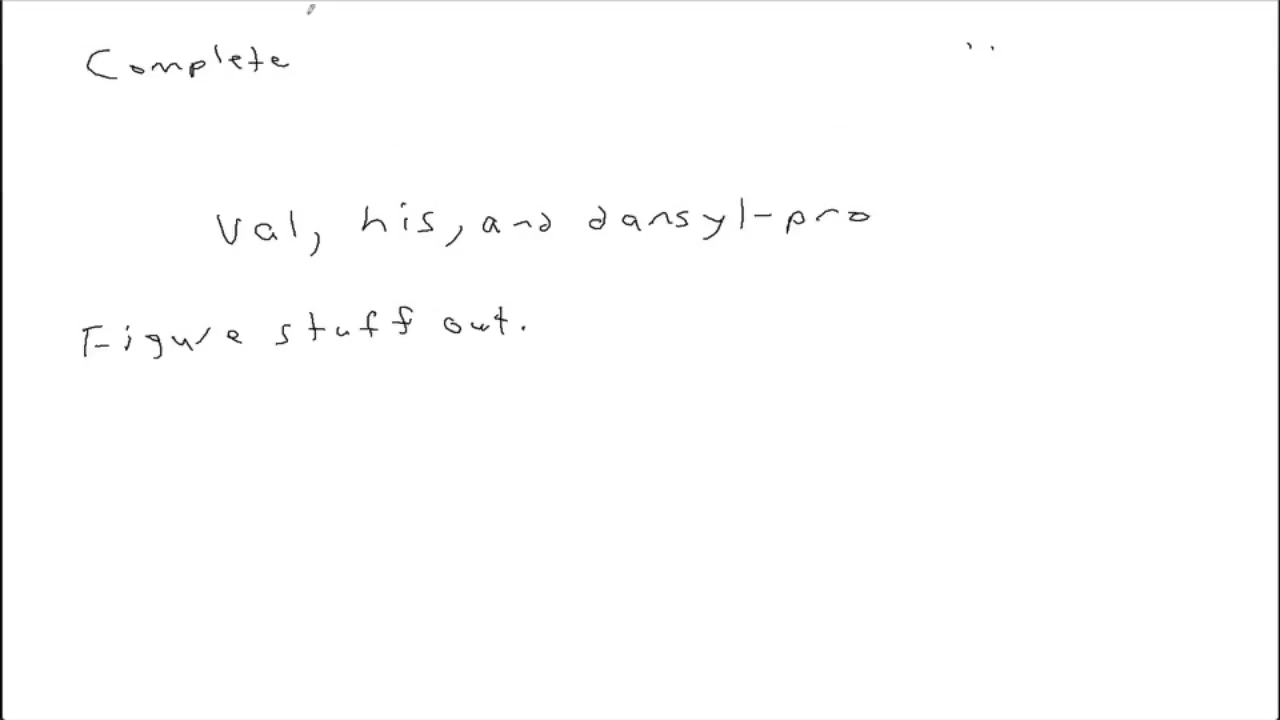 Complete
Val, his, and dansyl-pro
Figure stuff out.